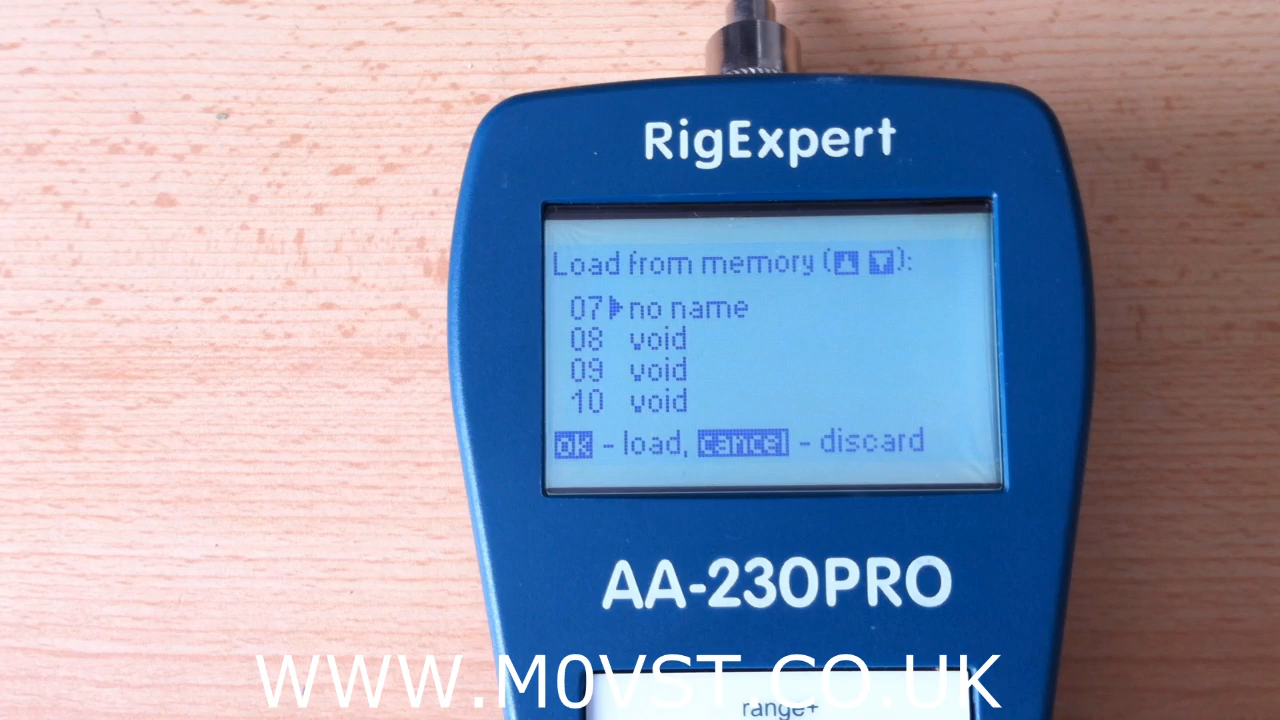 RigExpert
Load from memory (▲ ▼):
07▶no name
08 void
09 void
10 void
ok - load, cancel - discard
AA-230PRO
WWW.M0VST.CO.UK
range+